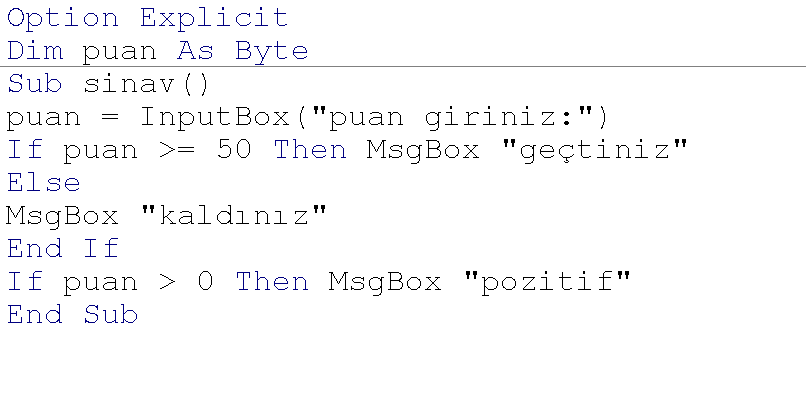 Option Explicit
Dim puan As Byte
Sub sinav()
puan = InputBox("puan giriniz:")
If puan >= 50 Then MsgBox "geçtiniz"
Else
MsgBox "kaldınız"
End If
If puan > 0 Then MsgBox "pozitif"
End Sub